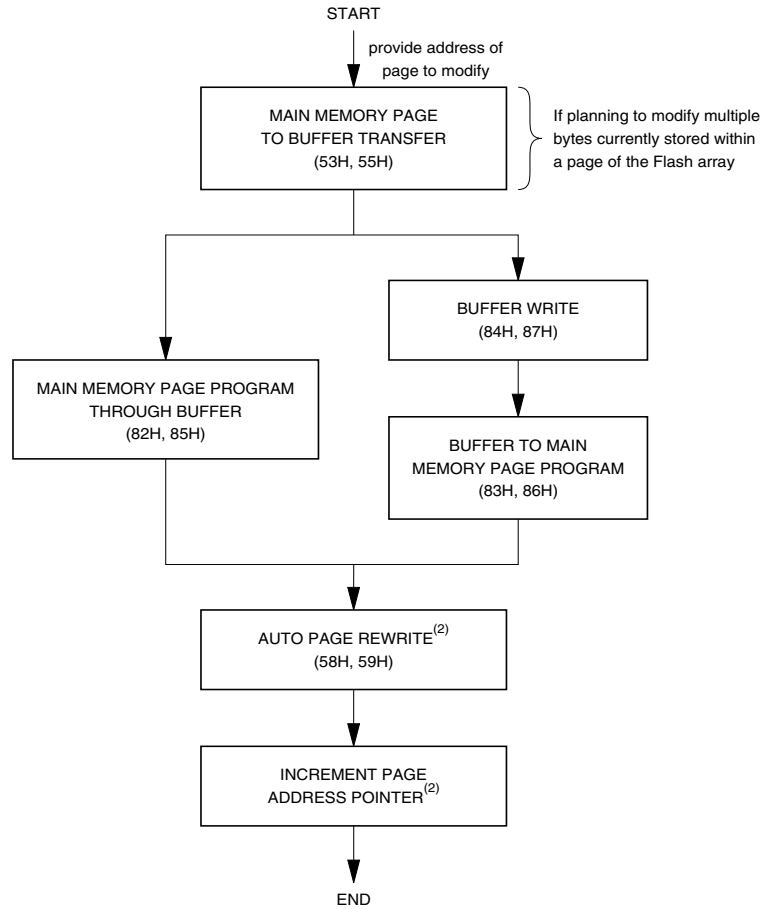 START
provide address of
page to modify
MAIN MEMORY PAGE
TO BUFFER TRANSFER
(53H, 55H)
If planning to modify multiple
bytes currently stored within
a page of the Flash array
BUFFER WRITE
(84H, 87H)
MAIN MEMORY PAGE PROGRAM
THROUGH BUFFER
(82H, 85H)
BUFFER TO MAIN
MEMORY PAGE PROGRAM
(83H, 86H)
AUTO PAGE REWRITE(2)
(58H, 59H)
INCREMENT PAGE
ADDRESS POINTER(2)
END